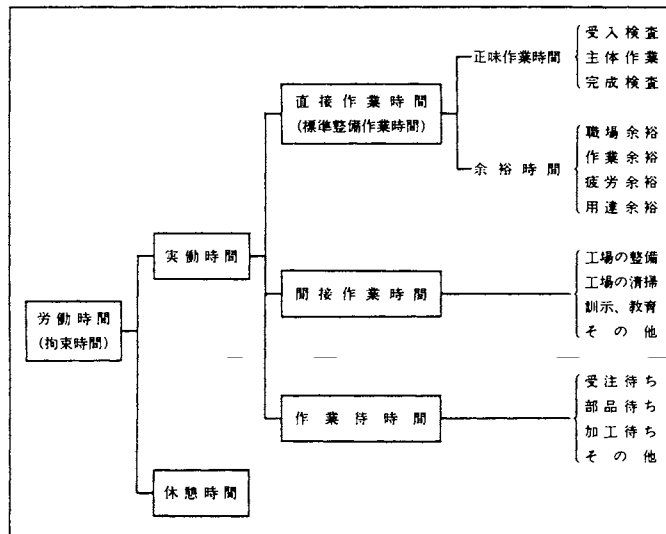 受入検査
正味作業時間
主体作業
完成検査
直接作業時間
(標準整備作業時間)
職場余裕
作業余裕
余裕時間
疲労余裕
用達余裕
実働時間
工場の整備
工場の清掃
間接作業時間
訓示、教育
その他
労働時間
(拘束時間)
受注待ち
部品待ち
作業待時間
加工待ち
その他
休憩時間